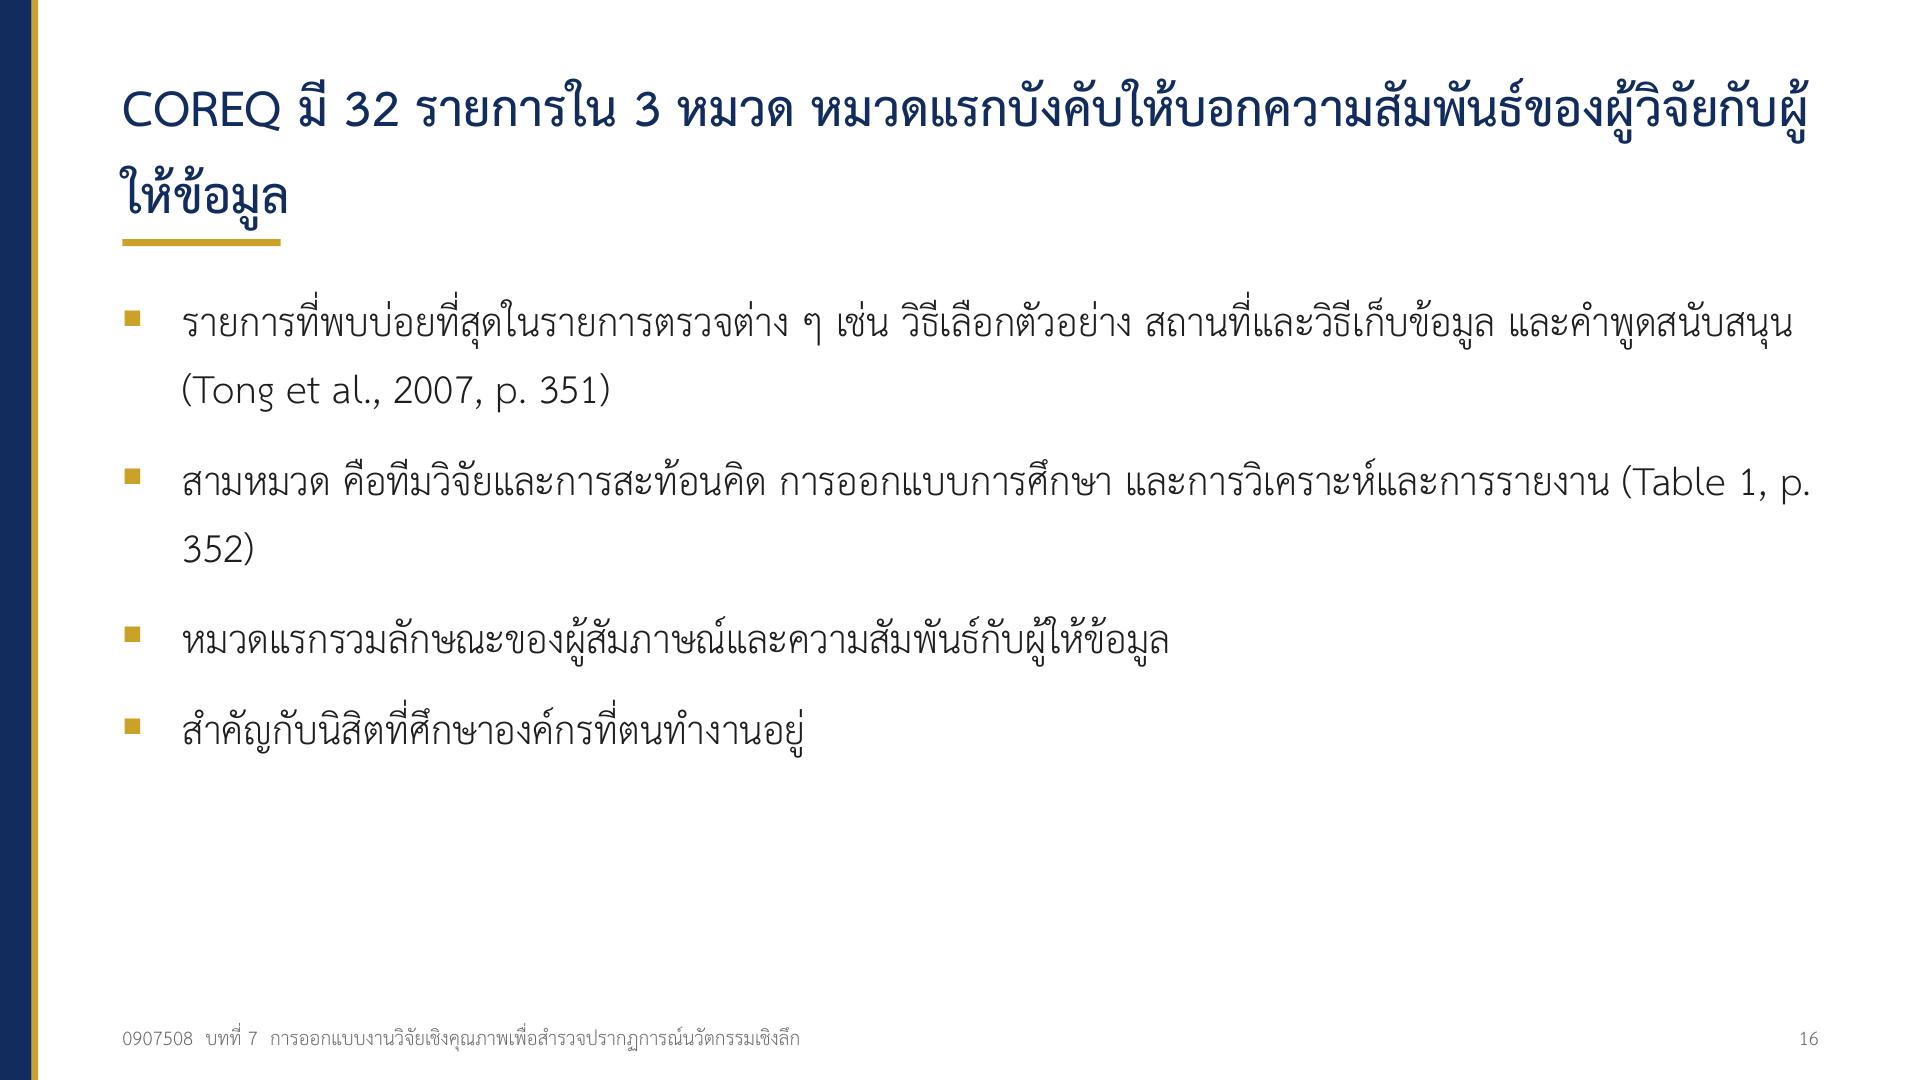 COREQ มี 32 รายการใน 3 หมวด หมวดแรกบังคับให้บอกความสัมพันธ์ของผู้วิจัยกับผู้
ให้ข้อมูล
รายการที่พบบ่อยที่สุดในรายการตรวจต่าง ๆ เช่น วิธีเลือกตัวอย่าง สถานที่และวิธีเก็บข้อมูล และคำพูดสนับสนุน
(Tong et al., 2007, p. 351)
สามหมวด คือทีมวิจัยและการสะท้อนคิด การออกแบบการศึกษา และการวิเคราะห์และการรายงาน (Table 1, p.
352)
หมวดแรกรวมลักษณะของผู้สัมภาษณ์และความสัมพันธ์กับผู้ให้ข้อมูล
สำคัญกับนิสิตที่ศึกษาองค์กรที่ตนทำงานอยู่
0907508 บทที่ 7 การออกแบบงานวิจัยเชิงคุณภาพเพื่อสำรวจปรากฏการณ์นวัตกรรมเชิงลึก
16